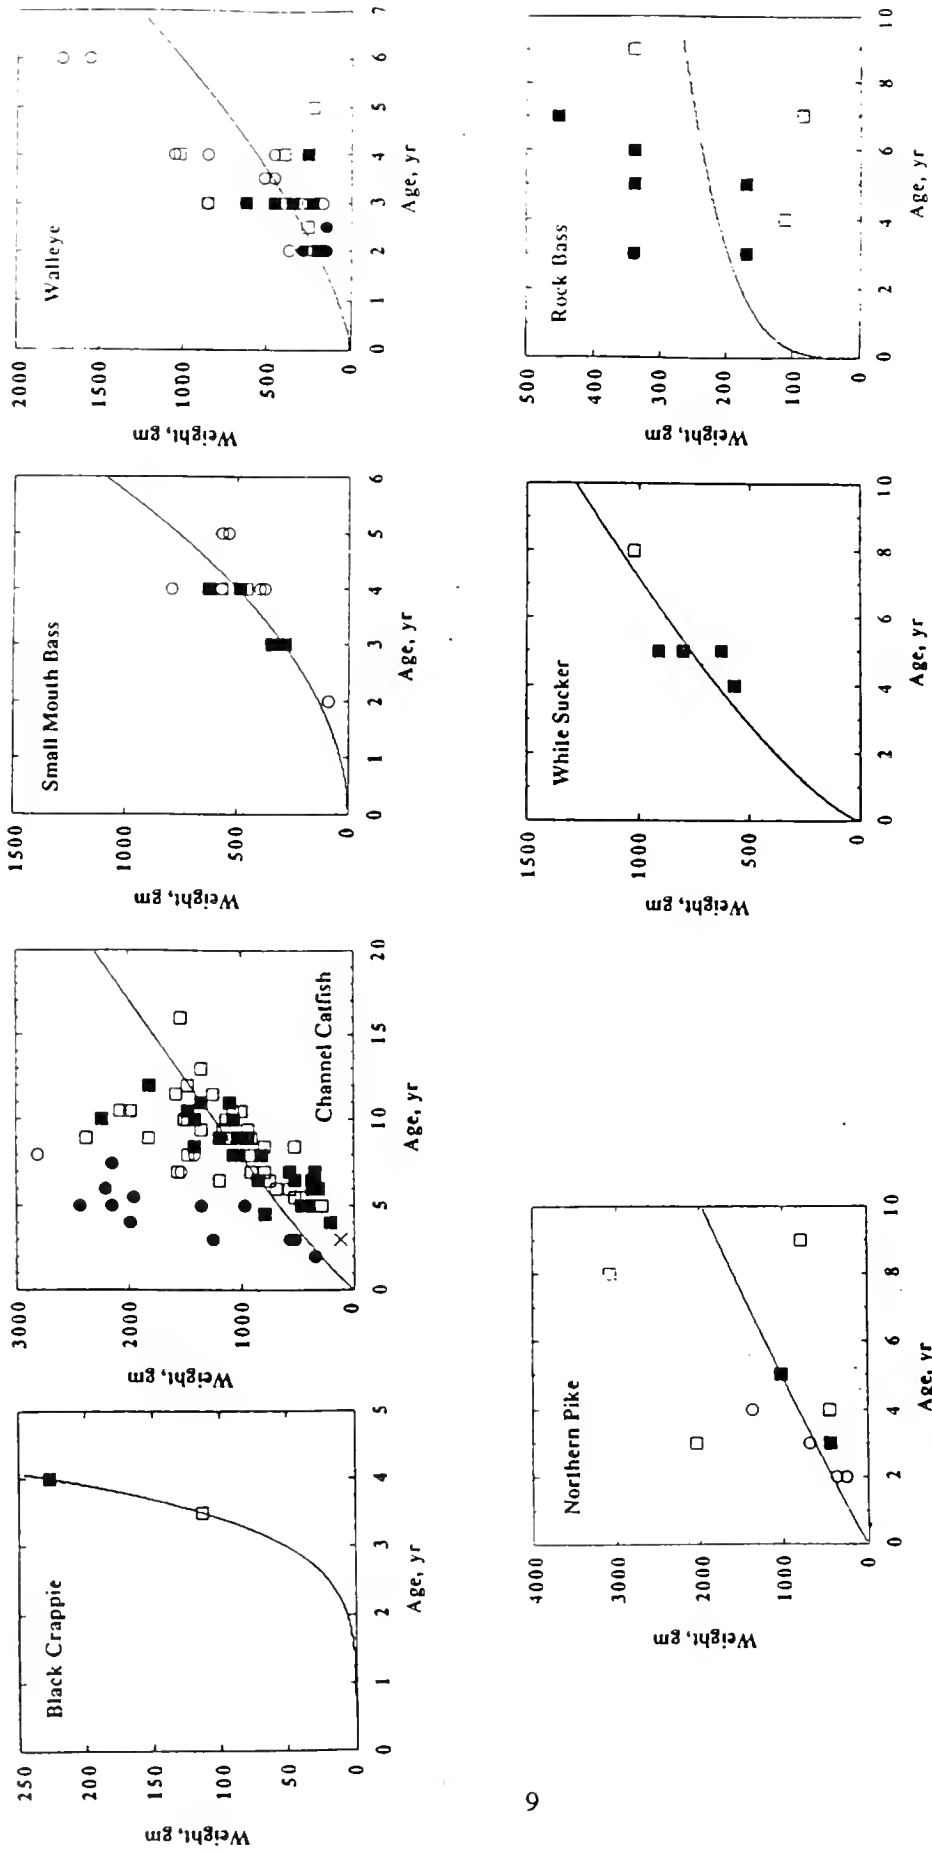 Black Crappie
250
200
150
100
50
0
Weight, gm
0 1 2 3 4 5
Age, yr
Channel Catfish
3000
2000
1000
0
Weight, gm
0 5 10 15 20
Age, yr
Small Mouth Bass
1500
1000
500
0
Weight, gm
0 1 2 3 4 5 6
Age, yr
Walleye
2000
1500
1000
500
0
Weight, gm
0 1 2 3 4 5 6 7
Age, yr
Northern Pike
4000
3000
2000
1000
0
Weight, gm
0 2 4 6 8 10
Age, yr
White Sucker
1500
1000
500
0
Weight, gm
0 2 4 6 8 10
Age, yr
Rock Bass
500
400
300
200
100
0
Weight, gm
0 2 4 6 8 10
Age, yr
9